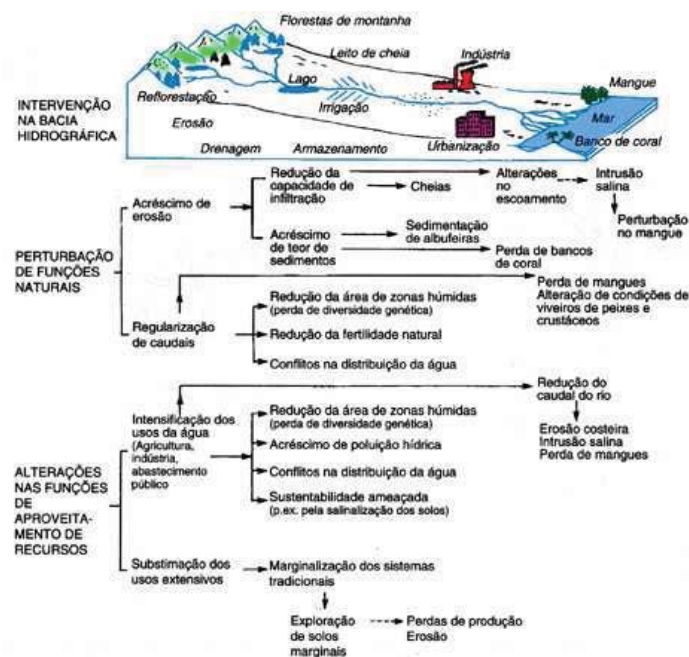 Florestas de montanha
Leito de cheia
Indústria
Lago
Mangue
Reflorestação
Irrigação
Mar
INTERVENÇÃO
NA BACIA
HIDROGRÁFICA
Erosão
Banco de coral
Drenagem
Armazenamento
Urbanização
Redução da
capacidade de
infiltração
Cheias
Alterações
no
escoamento
Intrusão
salina
Acréscimo de
erosão
Perturbação
no mangue
Acréscimo
de teor de
sedimentos
Sedimentação
de albufeiras
Perda de bancos
de coral
PERTURBAÇÃO
DE FUNÇÕES
NATURAIS
Perda de mangues
Alteração de condições de
viveiros de peixes e
crustáceos
Regularização
de caudais
Redução da área de zonas húmidas
(perda de diversidade genética)
Redução da fertilidade natural
Conflitos na distribuição da água
Redução do
caudal do rio
Erosão costeira
Intrusão salina
Perda de mangues
Intensificação dos
usos da água
(Agricultura,
indústria,
abastecimento
público)
Redução da área de zonas húmidas
(perda de diversidade genética)
Acréscimo de poluição hídrica
Conflitos na distribuição da água
Sustentabilidade ameaçada
(p.ex. pela salinalização dos solos)
ALTERAÇÕES
NAS FUNÇÕES
DE
APROVEITA-
MENTO DE
RECURSOS
Substimação dos
usos extensivos
Marginalização dos sistemas
tradicionais
Exploração
de solos
marginais
Perdas de produção
Erosão